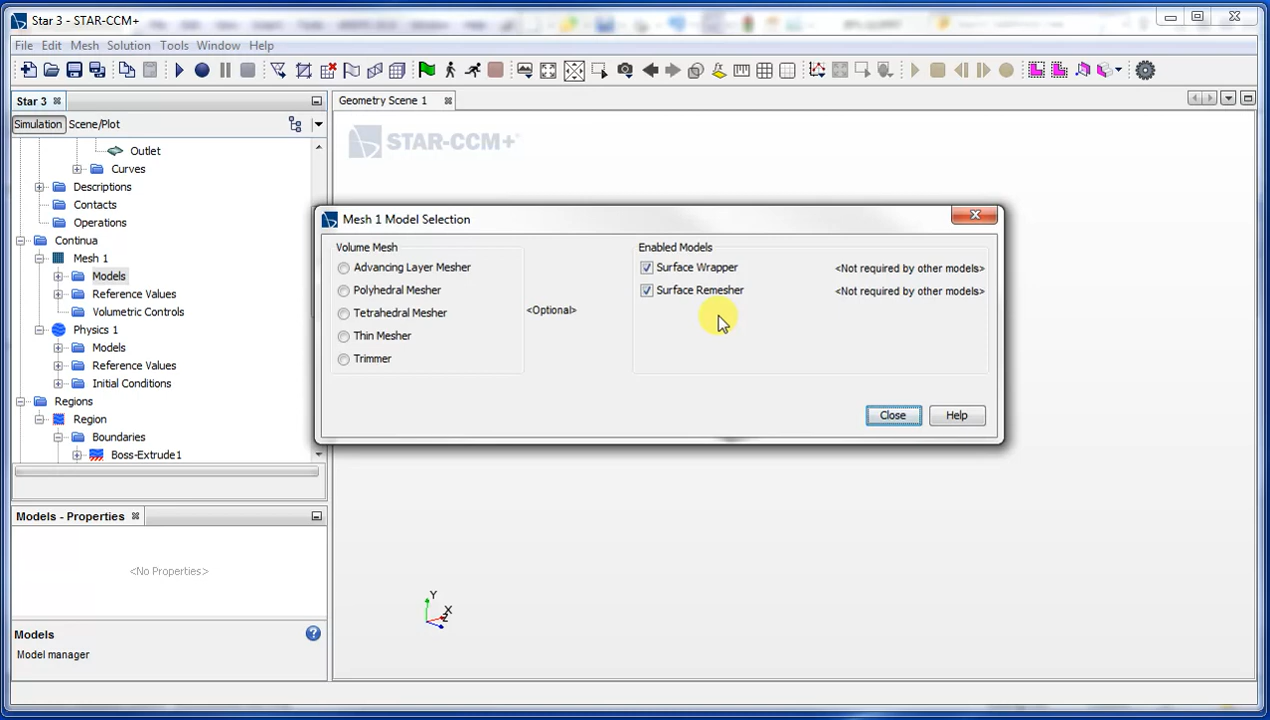 Star 3 - STAR-CCM+
File Edit Mesh Solution Tools Window Help
Star 3
Geometry Scene 1
Simulation Scene/Plot
STAR-CCM+
Outlet
Curves
Descriptions
Contacts
Operations
Continua
Mesh 1
Models
Reference Values
Volumetric Controls
Physics 1
Models
Reference Values
Initial Conditions
Regions
Region
Boundaries
Boss-Extrude1
Mesh 1 Model Selection
Volume Mesh
Advancing Layer Mesher
Polyhedral Mesher
Tetrahedral Mesher
Thin Mesher
Trimmer
<Optional>
Enabled Models
Surface Wrapper <Not required by other models>
Surface Remesher <Not required by other models>
Close Help
Models - Properties
<No Properties>
Models
Model manager
Y
X
Z